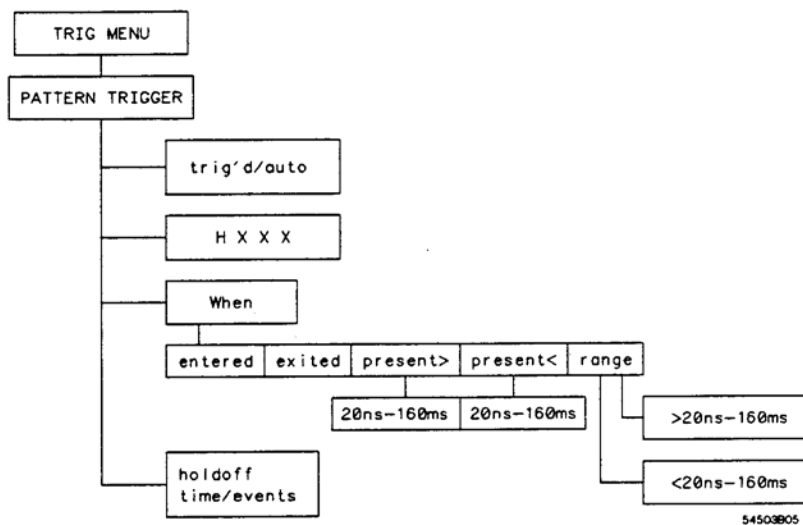 TRIG MENU
PATTERN TRIGGER
trig'd/auto
H X X X
When
entered exited present> present< range
20ns-160ms 20ns-160ms
>20ns-160ms
<20ns-160ms
holdoff
time/events
54503B05